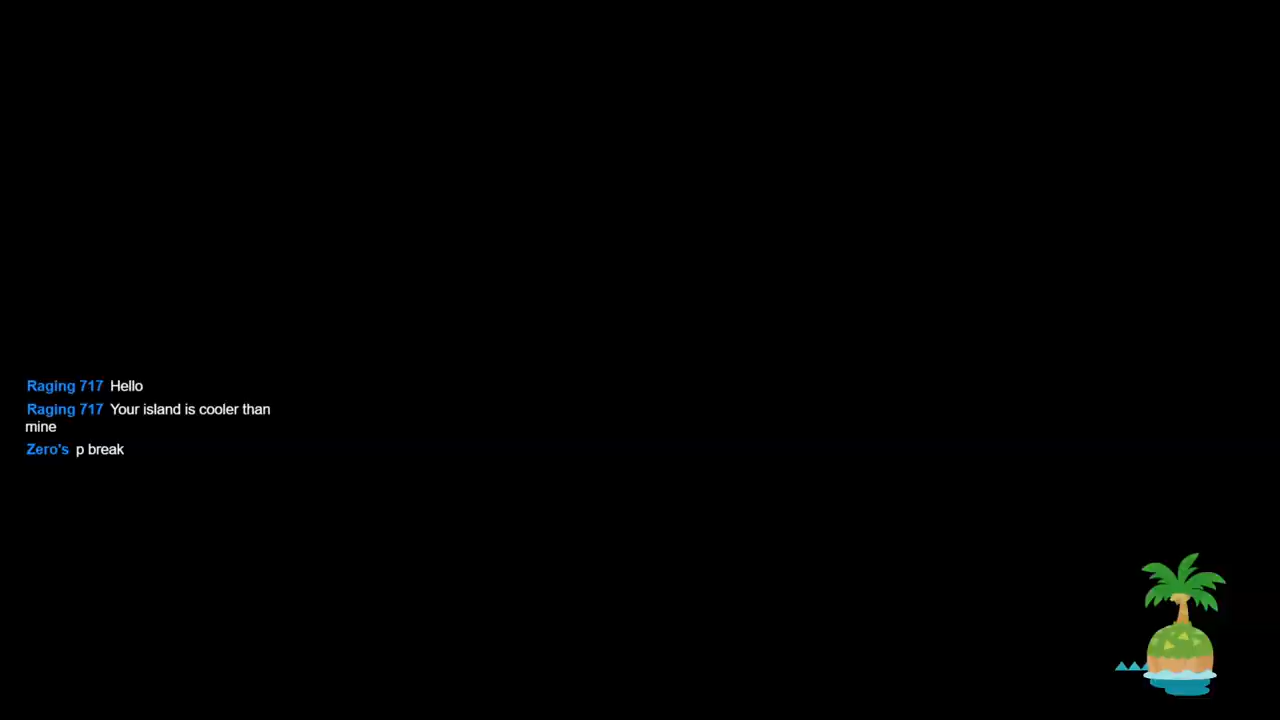 Raging 717 Hello
Raging 717 Your island is cooler than
mine
Zero's p break